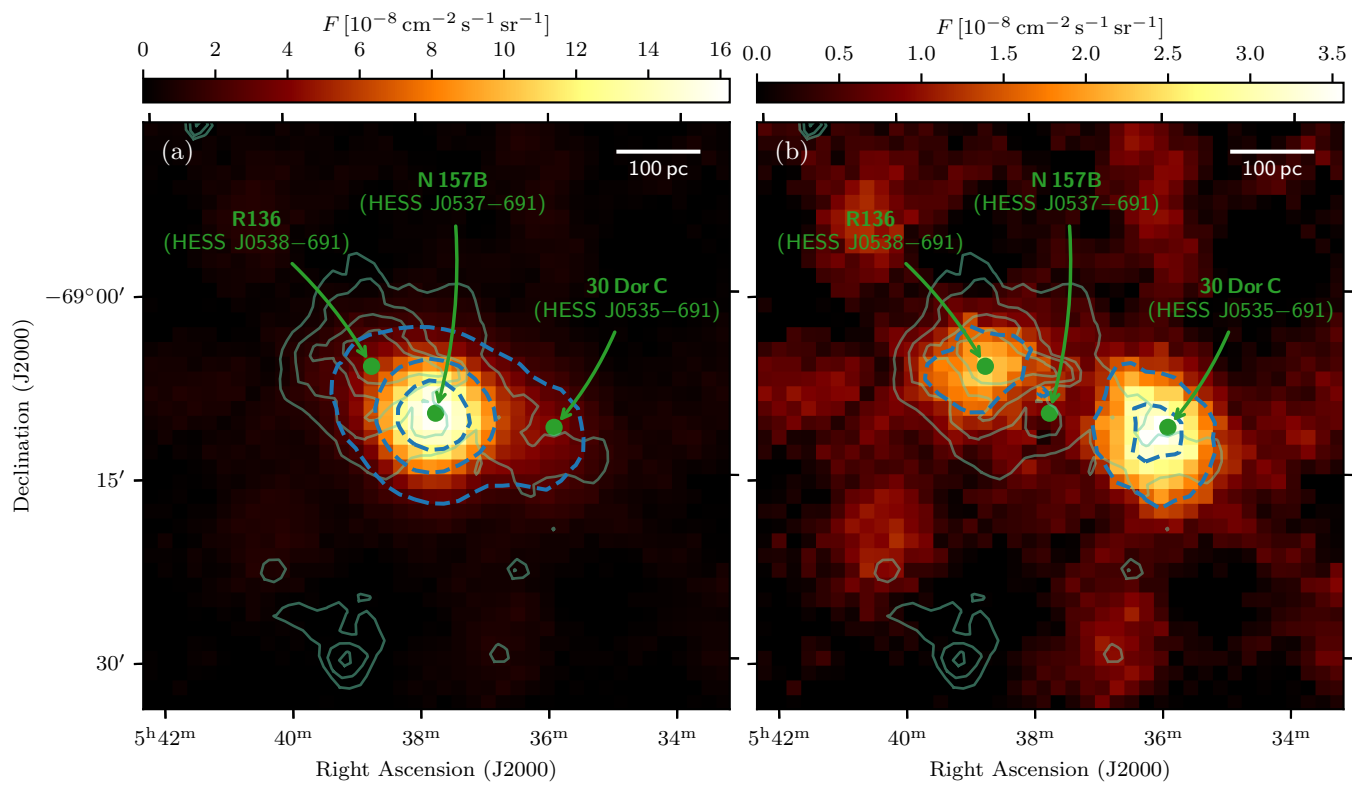 F [10⁻⁸ cm⁻² s⁻¹ sr⁻¹]
0 2 4 6 8 10 12 14 16
(a)
100 pc
N 157B
(HESS J0537−691)
R136
(HESS J0538−691)
30 Dor C
(HESS J0535−691)
−69°00′
15′
30′
Declination (J2000)
5ʰ42ᵐ 40ᵐ 38ᵐ 36ᵐ 34ᵐ
Right Ascension (J2000)
F [10⁻⁸ cm⁻² s⁻¹ sr⁻¹]
0.0 0.5 1.0 1.5 2.0 2.5 3.0 3.5
(b)
100 pc
N 157B
(HESS J0537−691)
R136
(HESS J0538−691)
30 Dor C
(HESS J0535−691)
5ʰ42ᵐ 40ᵐ 38ᵐ 36ᵐ 34ᵐ
Right Ascension (J2000)